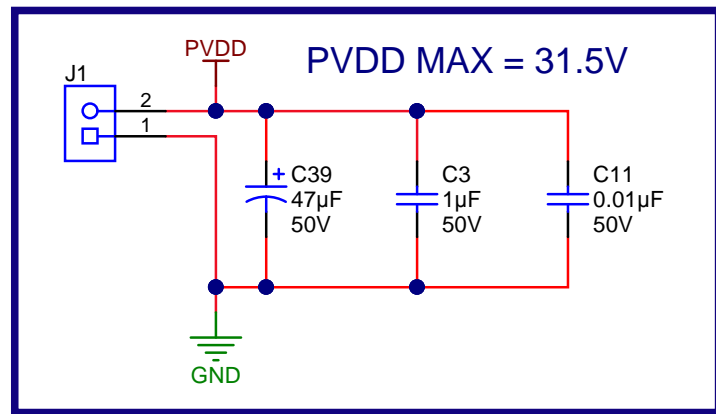 PVDD
PVDD MAX = 31.5V
J1
2
1
+ C39
47µF
50V
C3
1µF
50V
C11
0.01µF
50V
GND